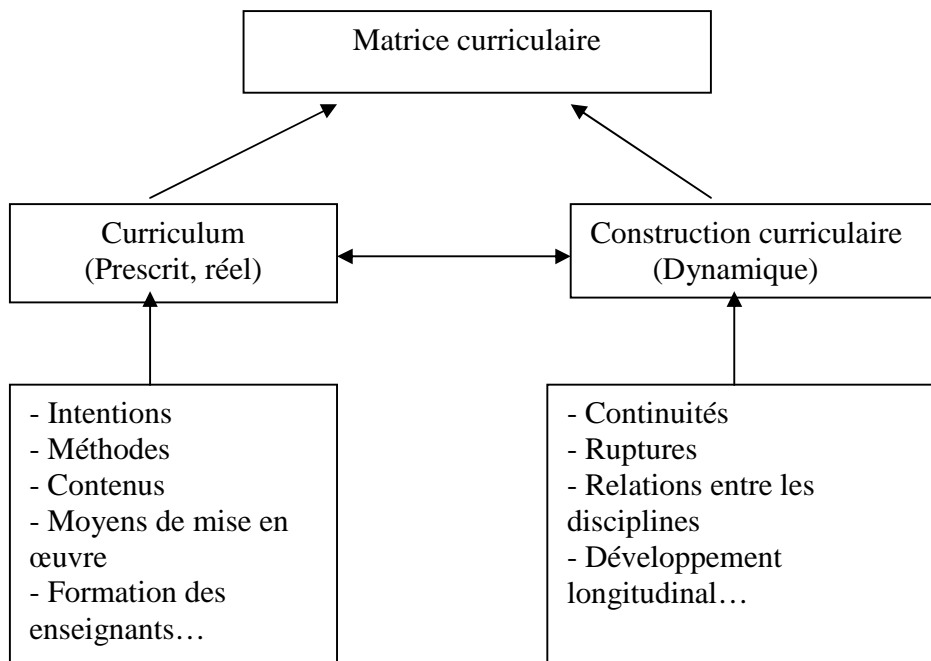 Matrice curriculaire
Curriculum
(Prescrit, réel)
Construction curriculaire
(Dynamique)
- Intentions
- Méthodes
- Contenus
- Moyens de mise en
œuvre
- Formation des
enseignants…
- Continuités
- Ruptures
- Relations entre les
disciplines
- Développement
longitudinal…